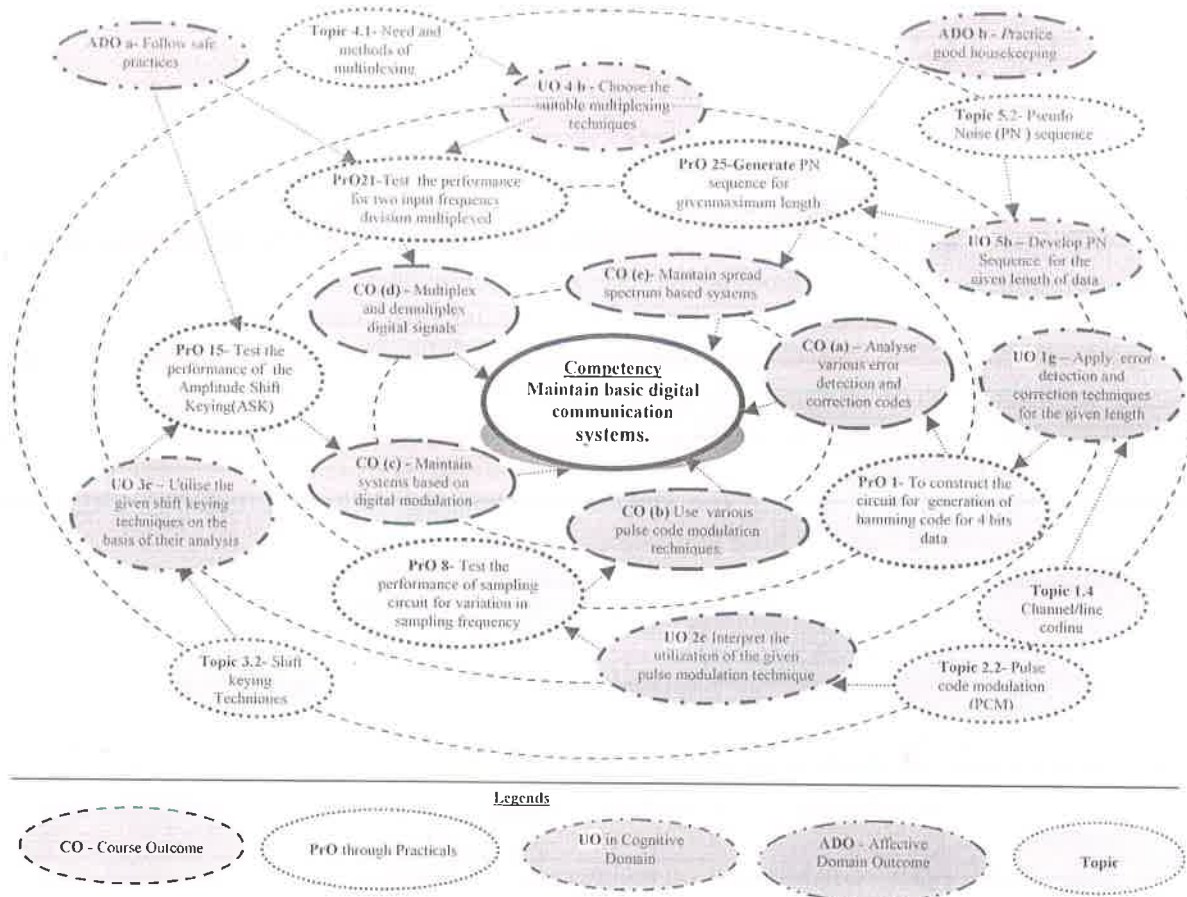 ADO a- Follow safe
practices
Topic 4.1- Need and
methods of
multiplexing
ADO b - Practice
good housekeeping
UO 4 b - Choose the
suitable multiplexing
techniques
Topic 5.2- Pseudo
Noise (PN ) sequence
PrO21-Test the performance
for two input frequency
division multiplexed
PrO 25-Generate PN
sequence for
givenmaximum length
UO 5b – Develop PN
Sequence for the
given length of data
CO (d) - Multiplex
and demultiplex
digital signals
CO (e)- Maintain spread
spectrum based systems
PrO 15- Test the
performance of the
Amplitude Shift
Keying(ASK)
Competency
Maintain basic digital
communication
systems.
CO (a) – Analyse
various error
detection and
correction codes
UO 1g – Apply error
detection and
correction techniques
for the given length
UO 3c – Utilise the
given shift keying
techniques on the
basis of their analysis
CO (c) - Maintain
systems based on
digital modulation
CO (b) Use various
pulse code modulation
techniques.
PrO 1- To construct the
circuit for generation of
hamming code for 4 bits
data
PrO 8- Test the
performance of sampling
circuit for variation in
sampling frequency
Topic 1.4
Channel/line
coding
UO 2c Interpret the
utilization of the given
pulse modulation technique
Topic 3.2- Shift
keying
Techniques
Topic 2.2- Pulse
code modulation
(PCM)
Legends
CO - Course Outcome
PrO through Practicals
UO in Cognitive
Domain
ADO - Affective
Domain Outcome
Topic